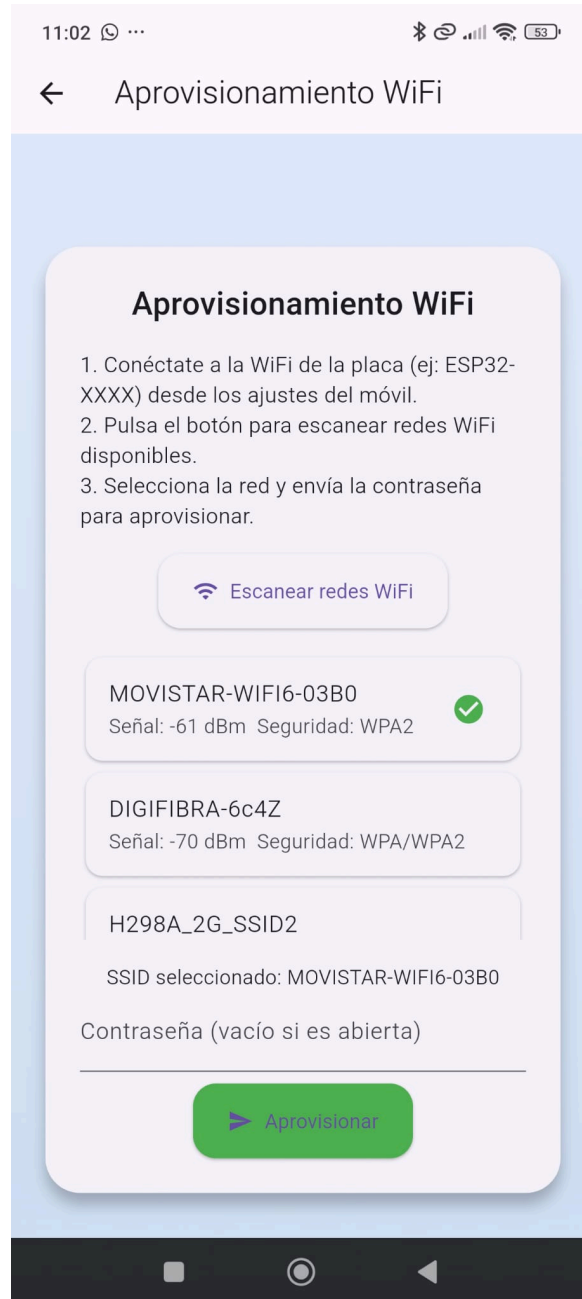 11:02
53
Aprovisionamiento WiFi
Aprovisionamiento WiFi
1. Conéctate a la WiFi de la placa (ej: ESP32-
XXXX) desde los ajustes del móvil.
2. Pulsa el botón para escanear redes WiFi
disponibles.
3. Selecciona la red y envía la contraseña
para aprovisionar.
Escanear redes WiFi
MOVISTAR-WIFI6-03B0
Señal: -61 dBm Seguridad: WPA2
DIGIFIBRA-6c4Z
Señal: -70 dBm Seguridad: WPA/WPA2
H298A_2G_SSID2
SSID seleccionado: MOVISTAR-WIFI6-03B0
Contraseña (vacío si es abierta)
Aprovisionar